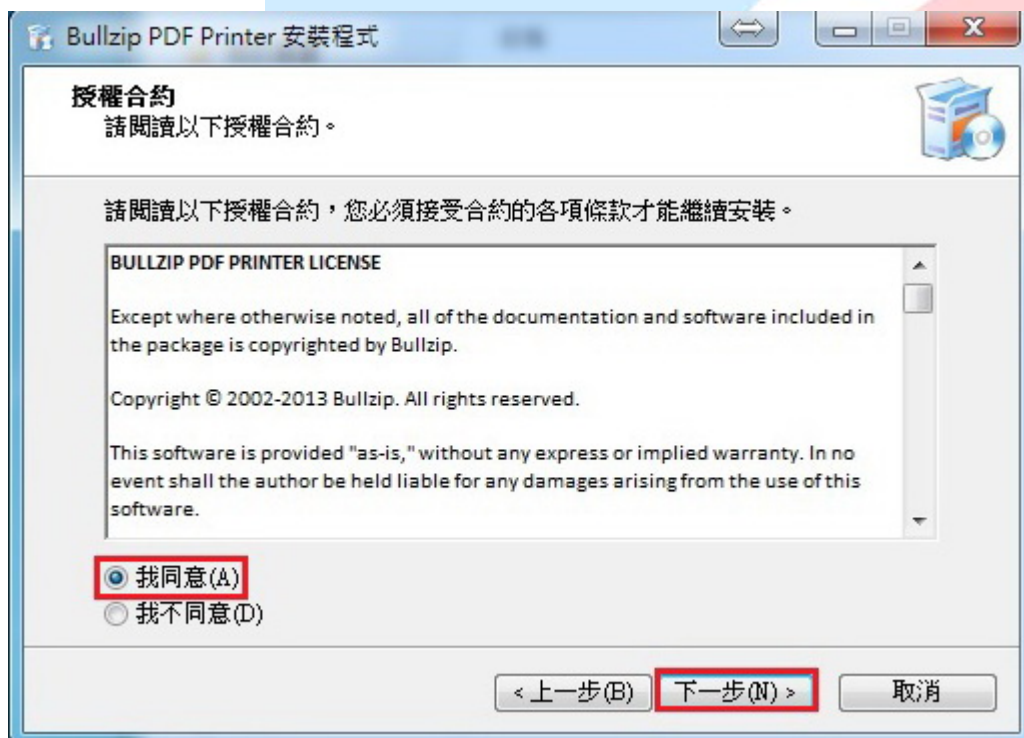 Bullzip PDF Printer 安裝程式
授權合約
請閱讀以下授權合約。
請閱讀以下授權合約，您必須接受合約的各項條款才能繼續安裝。
BULLZIP PDF PRINTER LICENSE
Except where otherwise noted, all of the documentation and software included in
the package is copyrighted by Bullzip.
Copyright © 2002-2013 Bullzip. All rights reserved.
This software is provided "as-is," without any express or implied warranty. In no
event shall the author be held liable for any damages arising from the use of this
software.
我同意(A)
我不同意(D)
<上一步(B) 下一步(N)> 取消